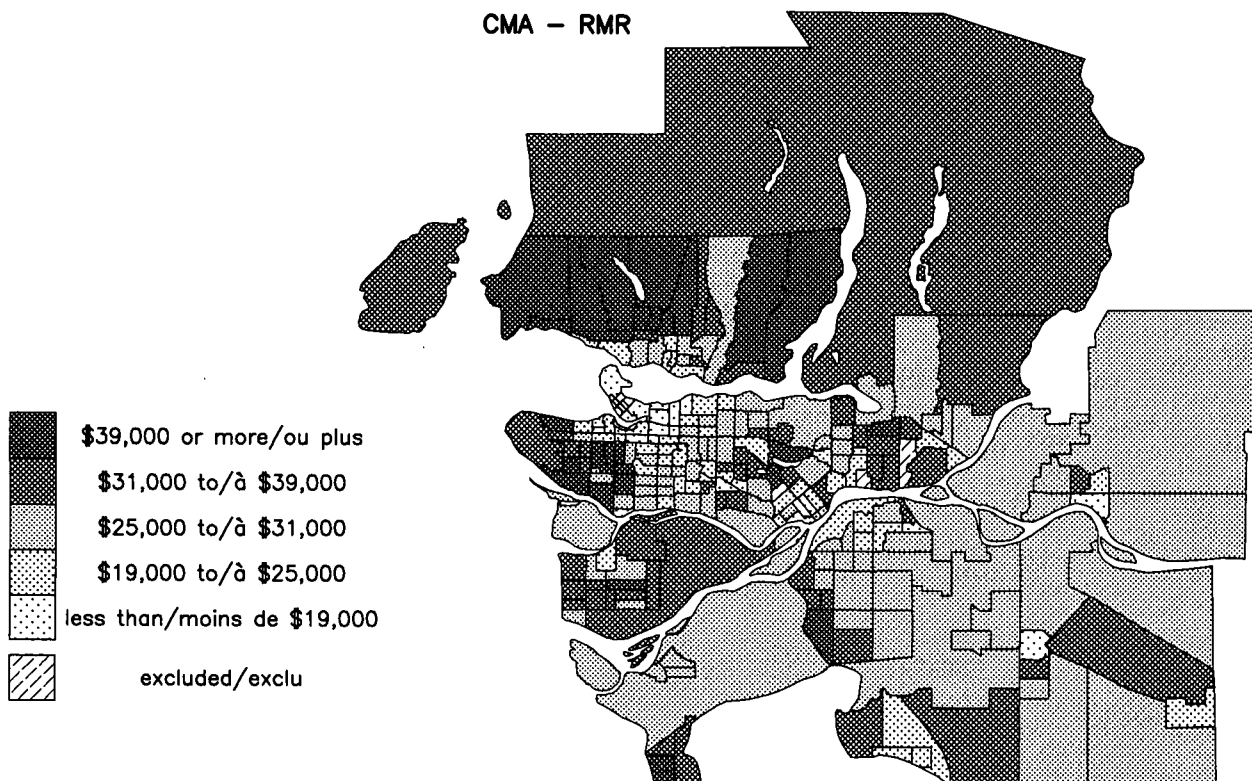 CMA – RMR
$39,000 or more/ou plus
$31,000 to/à $39,000
$25,000 to/à $31,000
$19,000 to/à $25,000
less than/moins de $19,000
excluded/exclu